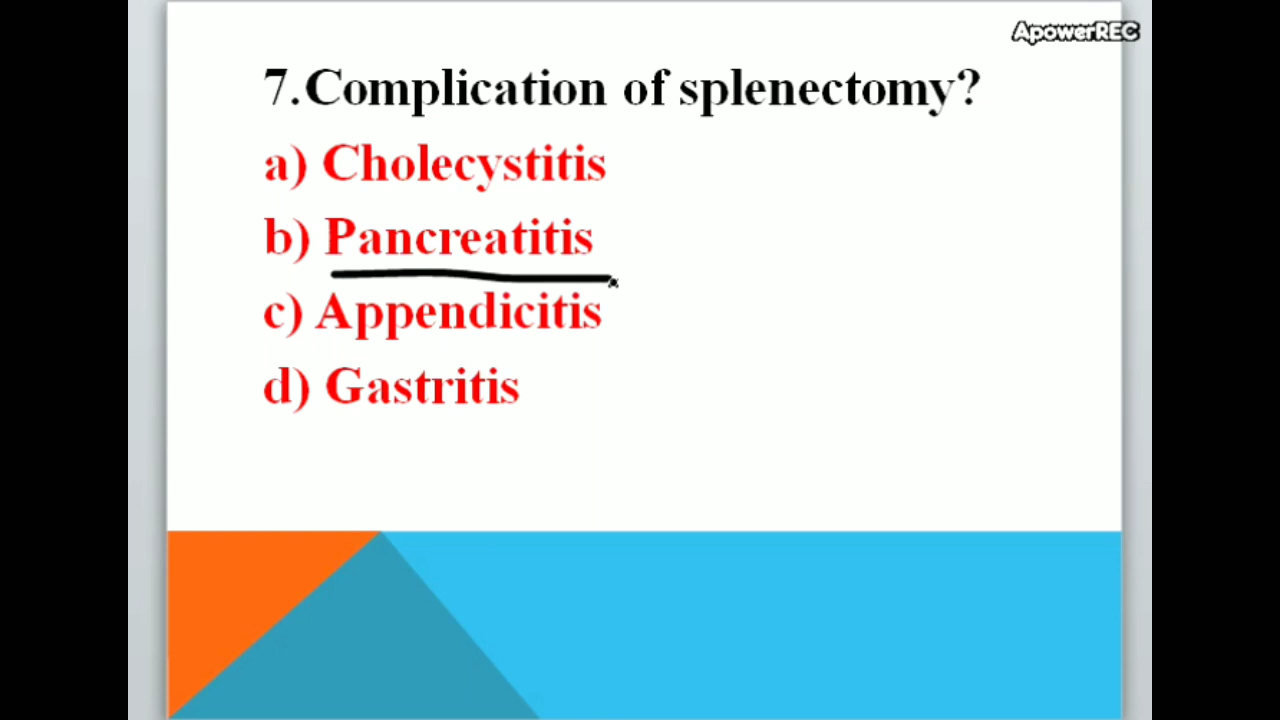 ApowerREC
7.Complication of splenectomy?
a) Cholecystitis
b) Pancreatitis
c) Appendicitis
d) Gastritis